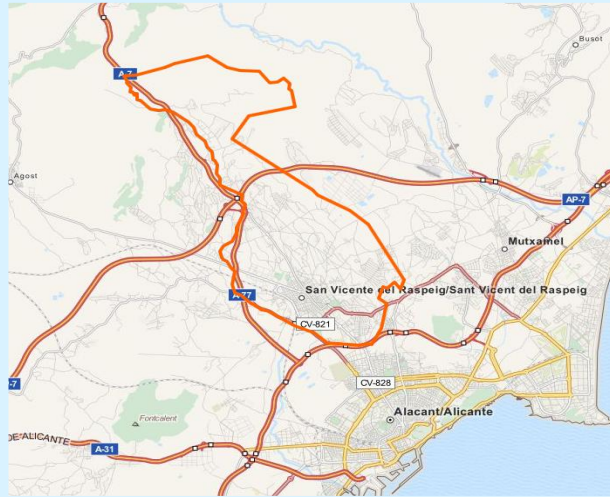 Busot
A-7
Agost
AP-7
Mutxamel
San Vicente del Raspeig/Sant Vicent del Raspeig
A-77
CV-821
CV-828
-7
Alacant/Alicante
Fontcalent
DE ALICANTE
A-31